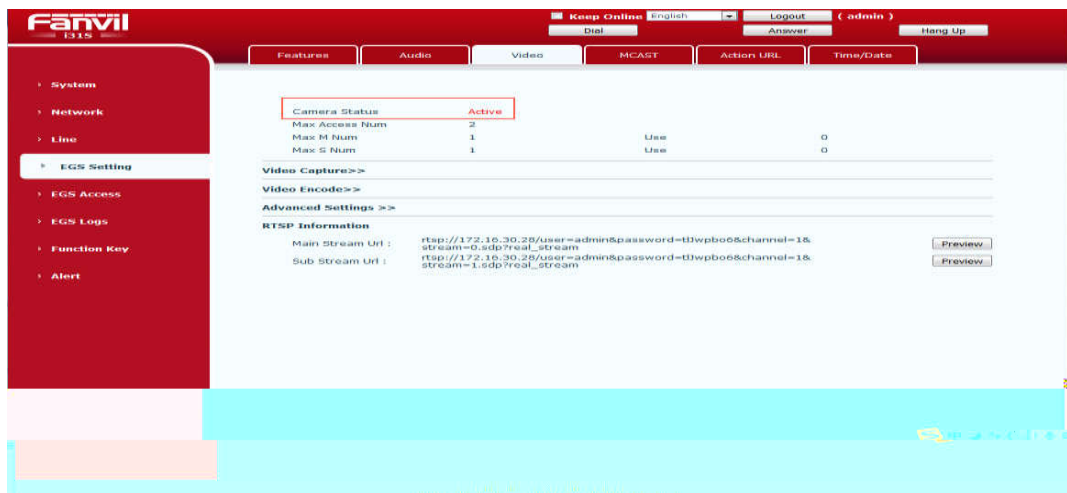 Fanvil
i31S
Keep Online English Logout ( admin )
Dial Answer Hang Up
Features Audio Video MCAST Action URL Time/Date
› System
› Network
› Line
› EGS Setting
› EGS Access
› EGS Logs
› Function Key
› Alert
Camera Status Active
Max Access Num 2
Max M Num 1 Use 0
Max S Num 1 Use 0
Video Capture>>
Video Encode>>
Advanced Settings >>
RTSP Information
Main Stream Url : rtsp://172.16.30.28/user=admin&password=tlJwpbo6&channel=1&
stream=0.sdp?real_stream Preview
Sub Stream Url : rtsp://172.16.30.28/user=admin&password=tlJwpbo6&channel=1&
stream=1.sdp?real_stream Preview